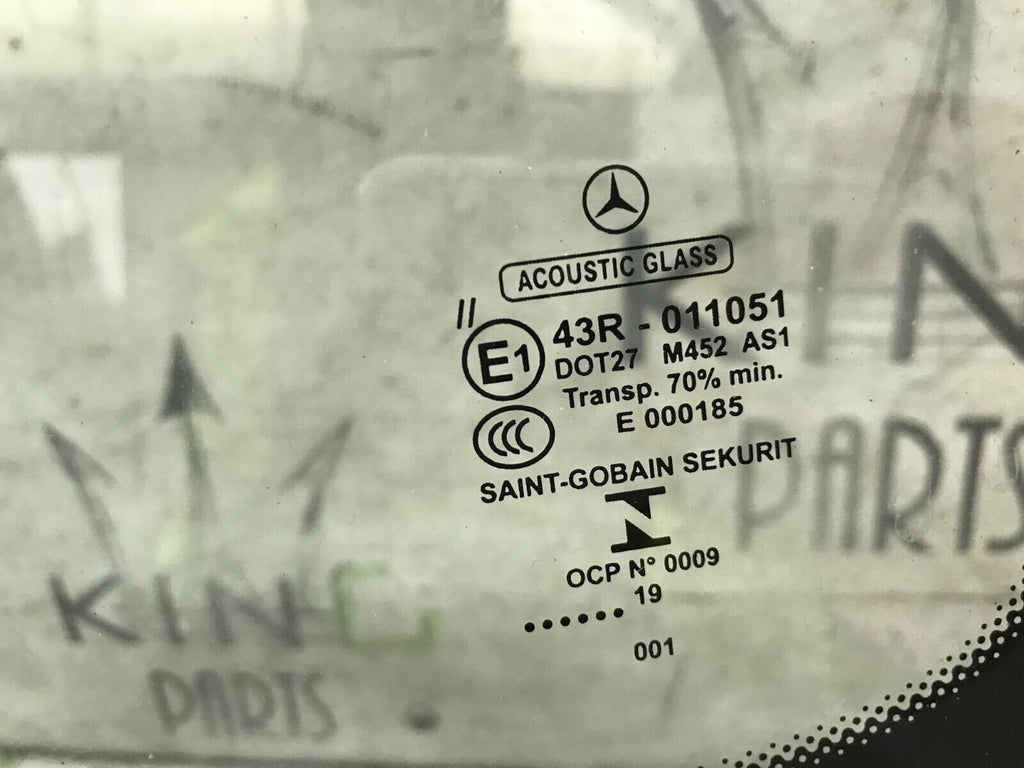 ACOUSTIC GLASS
II
E1
43R - 011051
DOT27 M452 AS1
Transp. 70% min.
E 000185
CCC
SAINT-GOBAIN SEKURIT
OCP N° 0009
19
......
001
KIN
PARTS
KING
PARTS